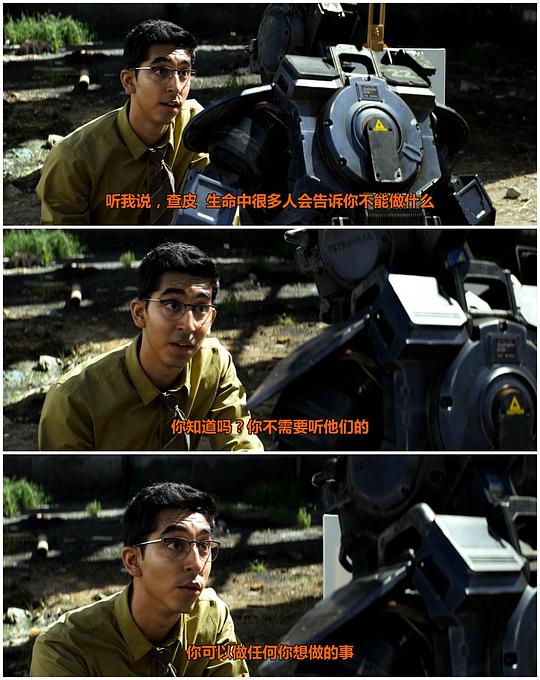 听我说，查皮 生命中很多人会告诉你不能做什么
你知道吗？你不需要听他们的
你可以做任何你想做的事